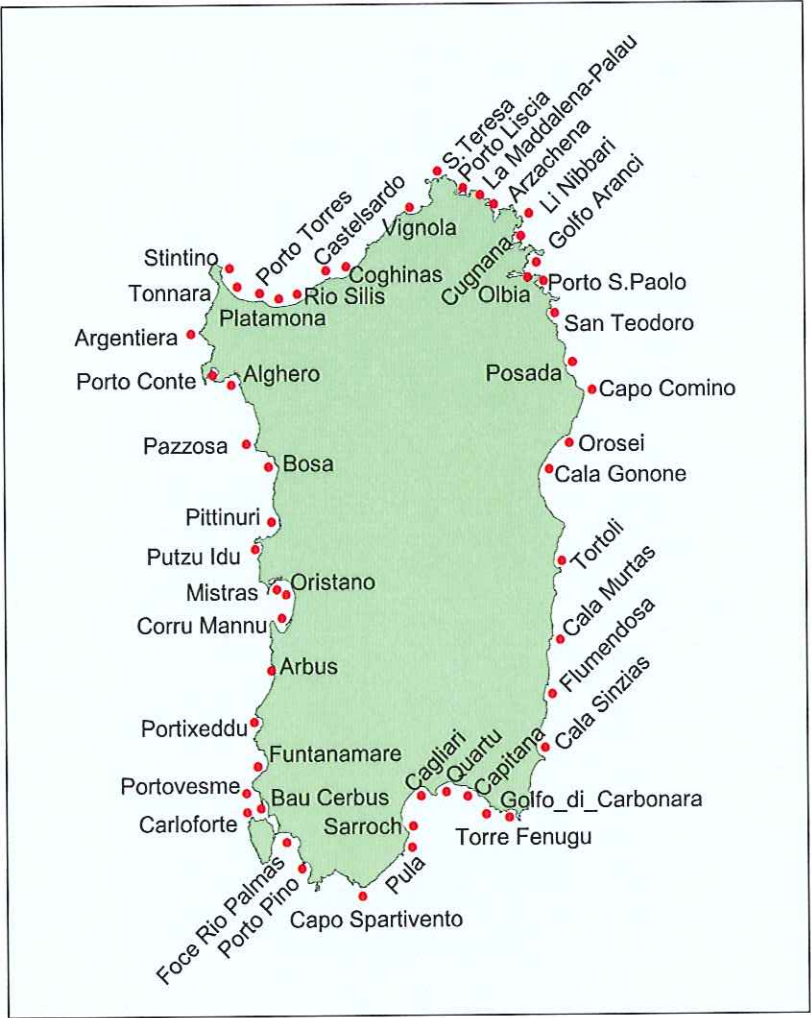 S.Teresa
Porto Liscia
La Maddalena-Palau
Arzachena
Li Nibbari
Golfo Aranci
Castelsardo
Porto Torres
Vignola
Stintino
Coghinas
Cugnana
Tonnara
Rio Silis
Olbia
Porto S.Paolo
Platamona
San Teodoro
Argentiera
Porto Conte
Alghero
Posada
Capo Comino
Pazzosa
Bosa
Orosei
Cala Gonone
Pittinuri
Putzu Idu
Tortoli
Mistras
Oristano
Corru Mannu
Cala Murtas
Arbus
Flumendosa
Portixeddu
Cala Sinzias
Funtanamare
Cagliari
Quartu
Capitana
Portovesme
Bau Cerbus
Golfo_di_Carbonara
Carloforte
Sarroch
Torre Fenugu
Pula
Foce Rio Palmas
Porto Pino
Capo Spartivento